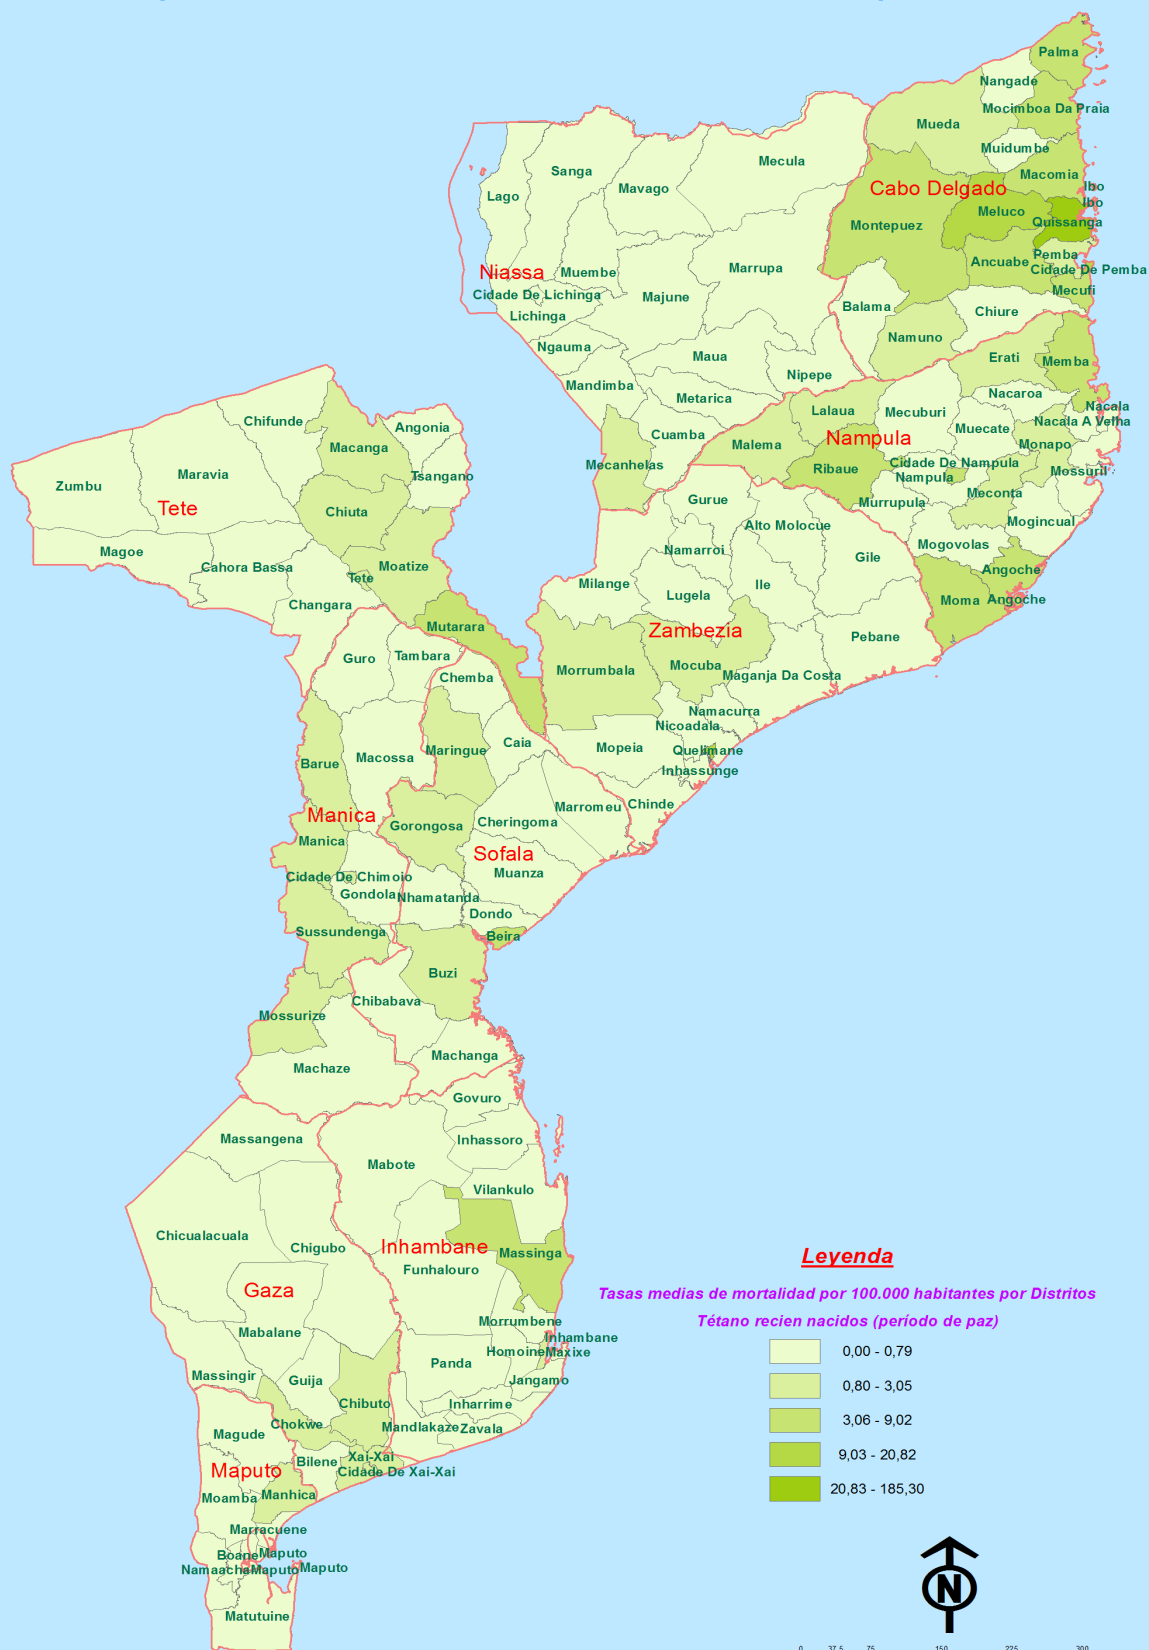 Palma
Nangade
Mocimboa Da Praia
Mueda
Muidumbe
Mecula
Sanga
Macomia
Mavago
Cabo Delgado
Ibo
Lago
Ibo
Meluco
Quissanga
Montepuez
Pemba
Ancuabe
Marrupa
Cidade De Pemba
Niassa
Muembe
Mecufi
Cidade De Lichinga
Majune
Balama
Chiure
Lichinga
Namuno
Ngauma
Maua
Erati
Memba
Nipepe
Mandimba
Nacaroa
Metarica
Nacala
Lalaua
Mecuburi
Chifunde
Nacala A Velha
Angonia
Muecate
Cuamba
Nampula
Malema
Monapo
Macanga
Cidade De Nampula
Mecanhelas
Ribaue
Mossuril
Maravia
Tsangano
Nampula
Zumbu
Meconta
Gurue
Murrupula
Tete
Chiuta
Mogincual
Alto Molocue
Mogovolas
Magoe
Namarroi
Gile
Cahora Bassa
Moatize
Angoche
Tete
Milange
Ile
Lugela
Moma
Angoche
Changara
Mutarara
Zambezia
Pebane
Guro
Tambara
Mocuba
Morrumbala
Maganja Da Costa
Chemba
Namacurra
Nicoadala
Caia
Mopeia
Maringue
Quelimane
Macossa
Barue
Inhassunge
Marromeu
Chinde
Manica
Cheringoma
Gorongosa
Manica
Sofala
Muanza
Cidade De Chimoio
Gondola
Nhamatanda
Dondo
Sussundenga
Beira
Buzi
Chibabava
Mossurize
Machanga
Machaze
Govuro
Massangena
Inhassoro
Mabote
Vilankulo
Chicualacuala
Chigubo
Inhambane
Massinga
Leyenda
Funhalouro
Gaza
Tasas medias de mortalidad por 100.000 habitantes por Distritos
Tétano recien nacidos (período de paz)
Morrumbene
Mabalane
Inhambane
Homoine
Maxixe
0,00 - 0,79
Panda
Massingir
Guija
Jangamo
0,80 - 3,05
Chibuto
Inharrime
Chokwe
Mandlakaze
Zavala
3,06 - 9,02
Magude
Xai-Xai
Bilene
9,03 - 20,82
Maputo
Cidade De Xai-Xai
20,83 - 185,30
Moamba
Manhica
Marracuene
Boane
Maputo
Namaacha
Maputo
Maputo
N
Matutuine
0 37,5 75 150 225 300